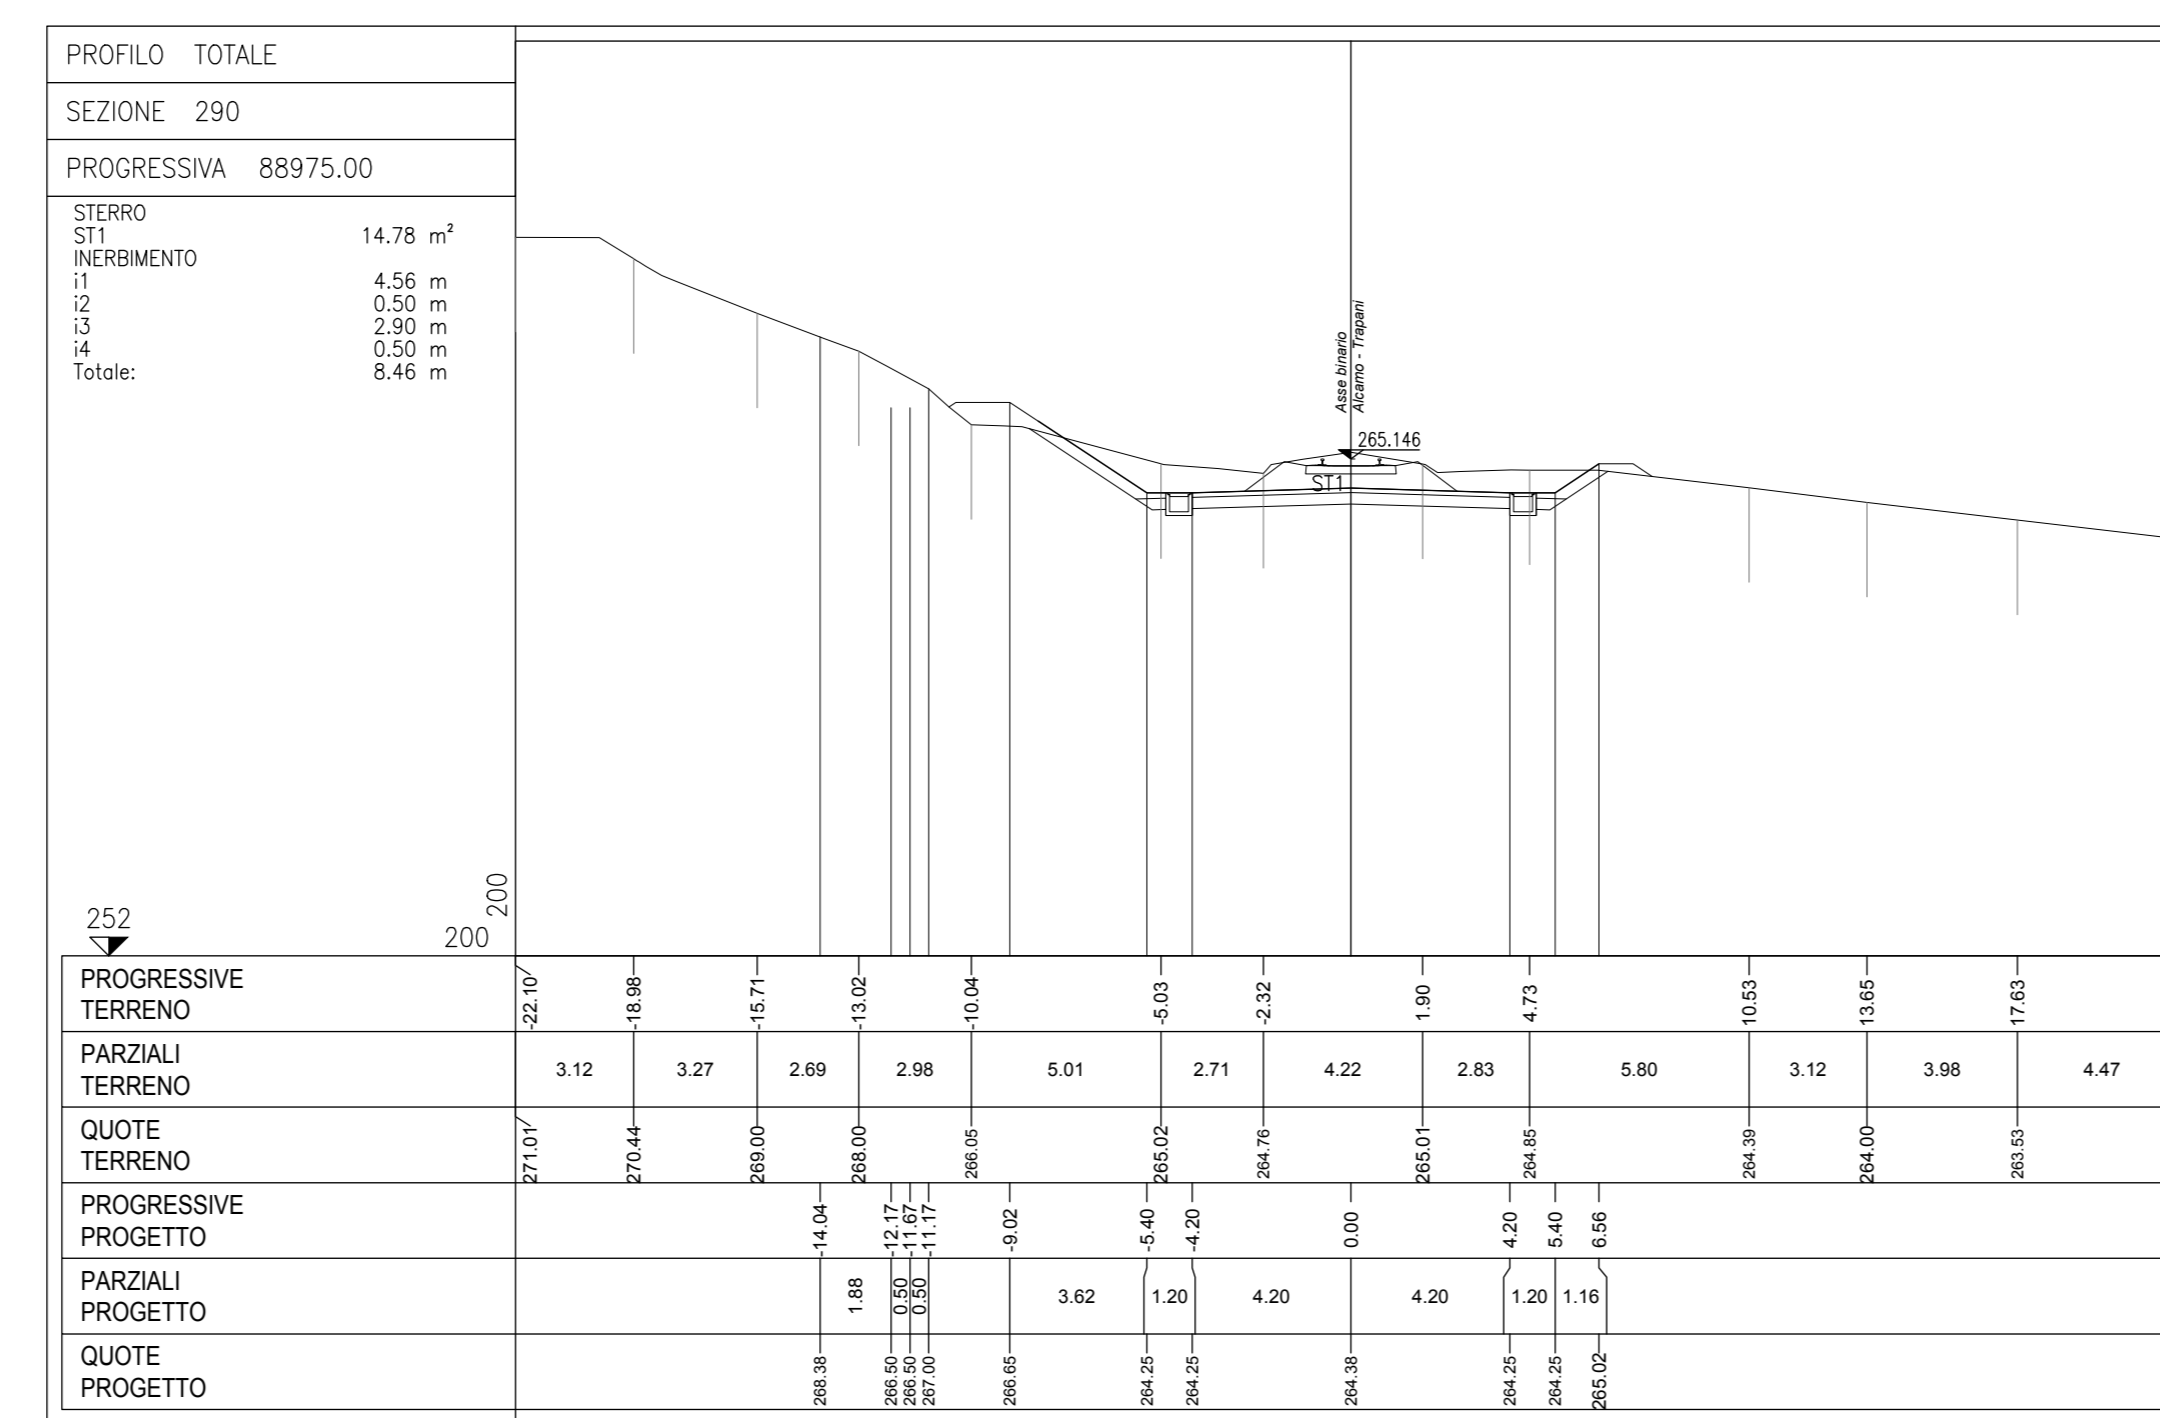 PROFILO TOTALE
SEZIONE 290
PROGRESSIVA 88975.00
STERRO
ST1 14.78 m²
INERBIMENTO
i1 4.56 m
i2 0.50 m
i3 2.90 m
i4 0.50 m
Totale: 8.46 m
Asse binario
Alcamo - Trapani
265.146
ST1
252
200
200
PROGRESSIVE
TERRENO
-22.10 -18.98 -15.71 -13.02 -10.04 -5.03 -2.32 1.90 4.73 10.53 13.65 17.63
PARZIALI
TERRENO
3.12 3.27 2.69 2.98 5.01 2.71 4.22 2.83 5.80 3.12 3.98 4.47
QUOTE
TERRENO
271.01 270.44 269.00 268.00 266.05 265.02 264.76 265.01 264.85 264.39 264.00 263.53
PROGRESSIVE
PROGETTO
-14.04 -12.17 -11.67 -11.17 -9.02 -5.40 -4.20 0.00 4.20 5.40 6.56
PARZIALI
PROGETTO
1.88 0.50 0.50 3.62 1.20 4.20 4.20 1.20 1.16
QUOTE
PROGETTO
268.38 266.50 266.50 267.00 266.65 264.25 264.25 264.38 264.25 264.25 265.02